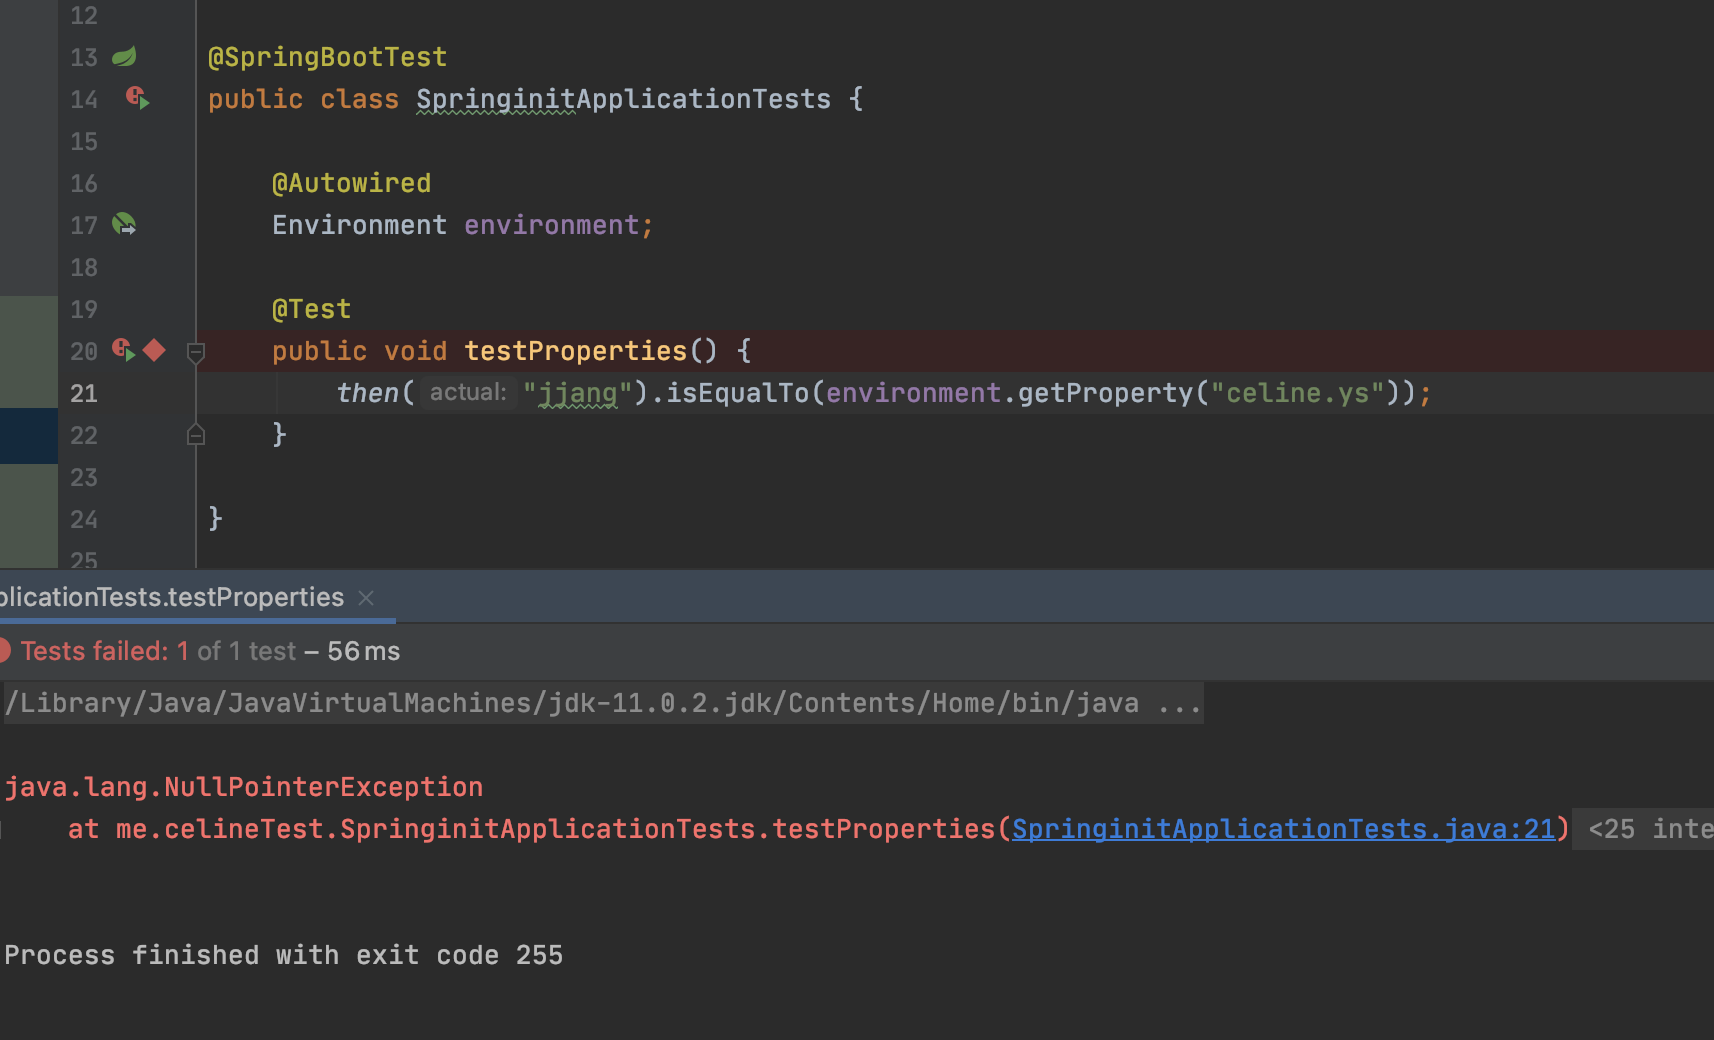 12
13 @SpringBootTest
14 public class SpringinitApplicationTests {
15
16 @Autowired
17 Environment environment;
18
19 @Test
20 public void testProperties() {
21 then( actual: "jjang").isEqualTo(environment.getProperty("celine.ys"));
22 }
23
24 }
25
plicationTests.testProperties ×
Tests failed: 1 of 1 test – 56 ms
/Library/Java/JavaVirtualMachines/jdk-11.0.2.jdk/Contents/Home/bin/java ...
java.lang.NullPointerException
at me.celineTest.SpringinitApplicationTests.testProperties(SpringinitApplicationTests.java:21) <25 inte
Process finished with exit code 255